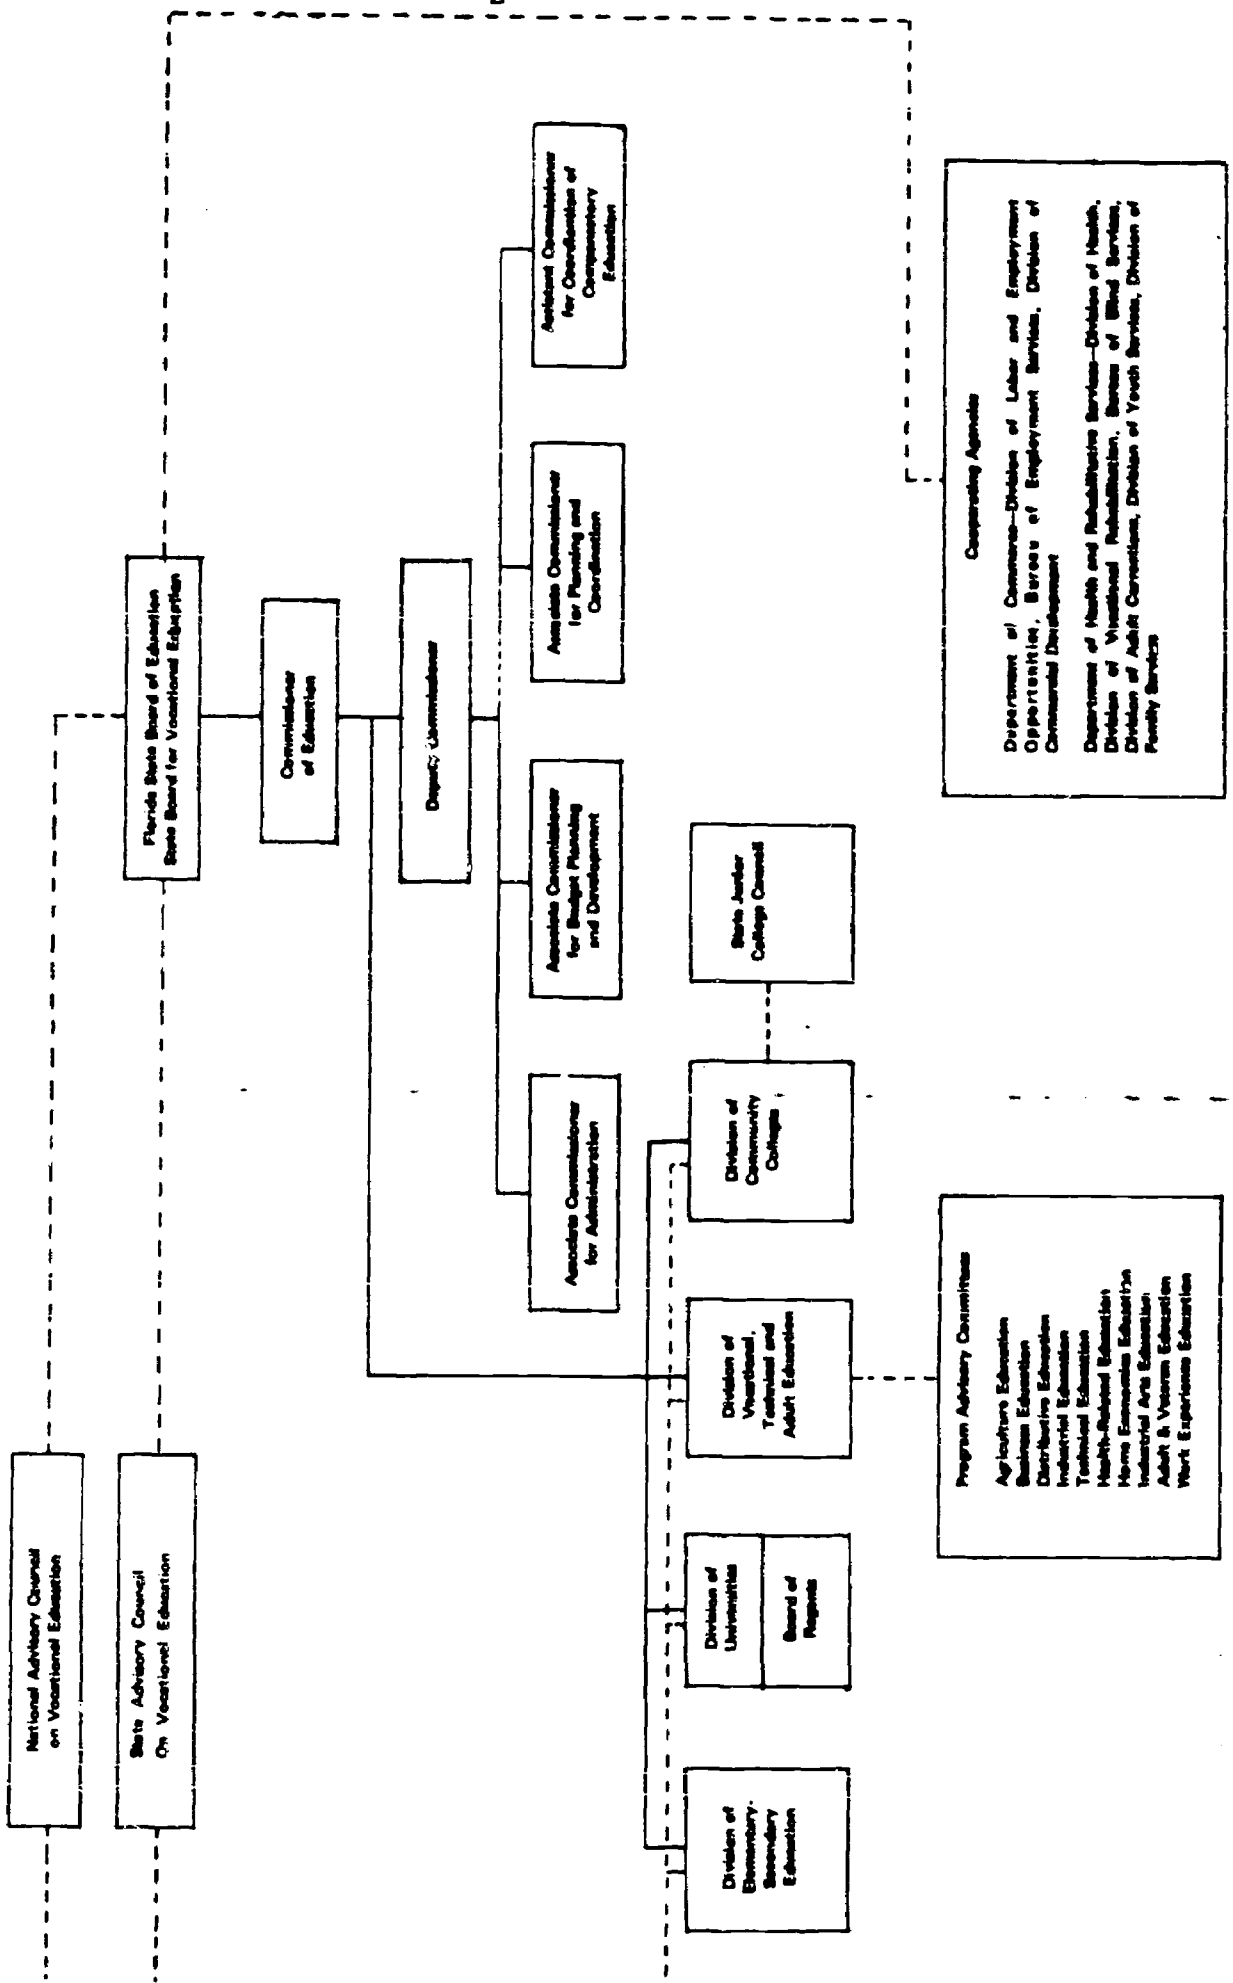 National Advisory Council
on Vocational Education
State Advisory Council
On Vocational Education
Florida State Board of Education
State Board for Vocational Education
Commissioner
of Education
Deputy Commissioner
Associate Commissioner
for Administration
Associate Commissioner
for Budget Planning
and Development
Associate Commissioner
for Planning and
Coordination
Assistant Commissioner
for Coordination of
Compensatory
Education
Division of
Elementary-
Secondary
Education
Division of
Universities
Board of
Regents
Division of
Vocational,
Technical and
Adult Education
Division of
Community
Colleges
State Junior
College Council
Program Advisory Committees
Agriculture Education
Business Education
Distributive Education
Industrial Education
Technical Education
Health-Related Education
Home Economics Education
Industrial Arts Education
Adult & Veteran Education
Work Experience Education
Cooperating Agencies
Department of Commerce—Division of Labor and Employment
Opportunities, Bureau of Employment Services, Division of
Commercial Development
Department of Health and Rehabilitative Services—Division of Health,
Division of Vocational Rehabilitation, Bureau of Blind Services,
Division of Adult Corrections, Division of Youth Services, Division of
Family Services